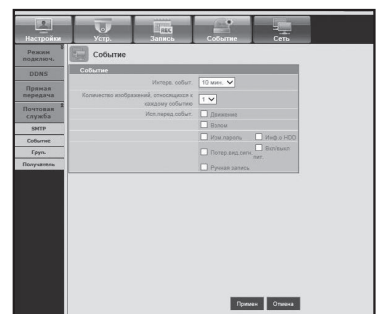 Настройки
Устр.
Запись
Событие
Сеть
Режим
подключ.
DDNS
Прямая
передача
Почтовая
служба
SMTP
Событие
Груп.
Получатель
Событие
Событие
Интерв. событ. 10 мин.
Количество изображений, относящихся к
каждому событию 1
Исп.перед.событ. Движение
Взлом
Изм.пароль Инф.о HDD
Потер.вид.сигн Вкл/выкл
пит.
Ручная запись
Примен Отмена